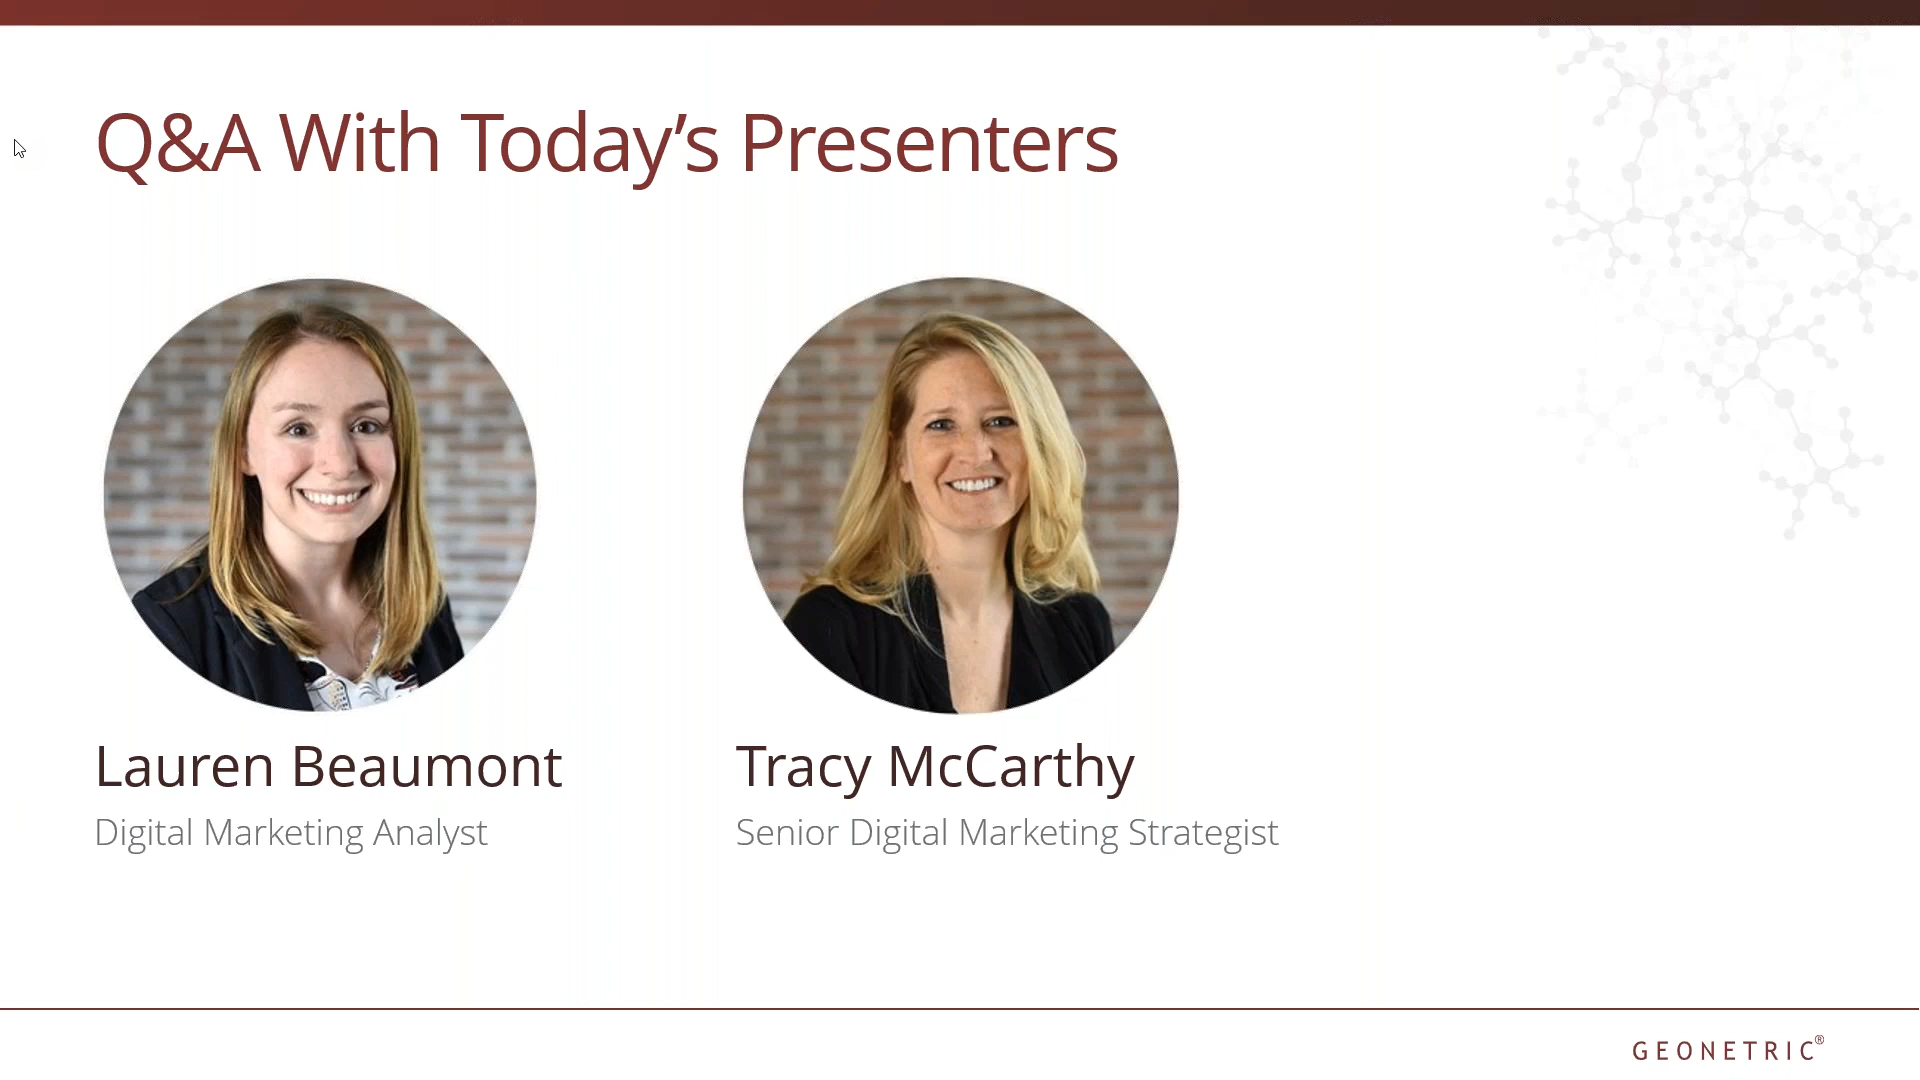 Q&A With Today’s Presenters
Lauren Beaumont
Digital Marketing Analyst
Tracy McCarthy
Senior Digital Marketing Strategist
GEONETRIC®